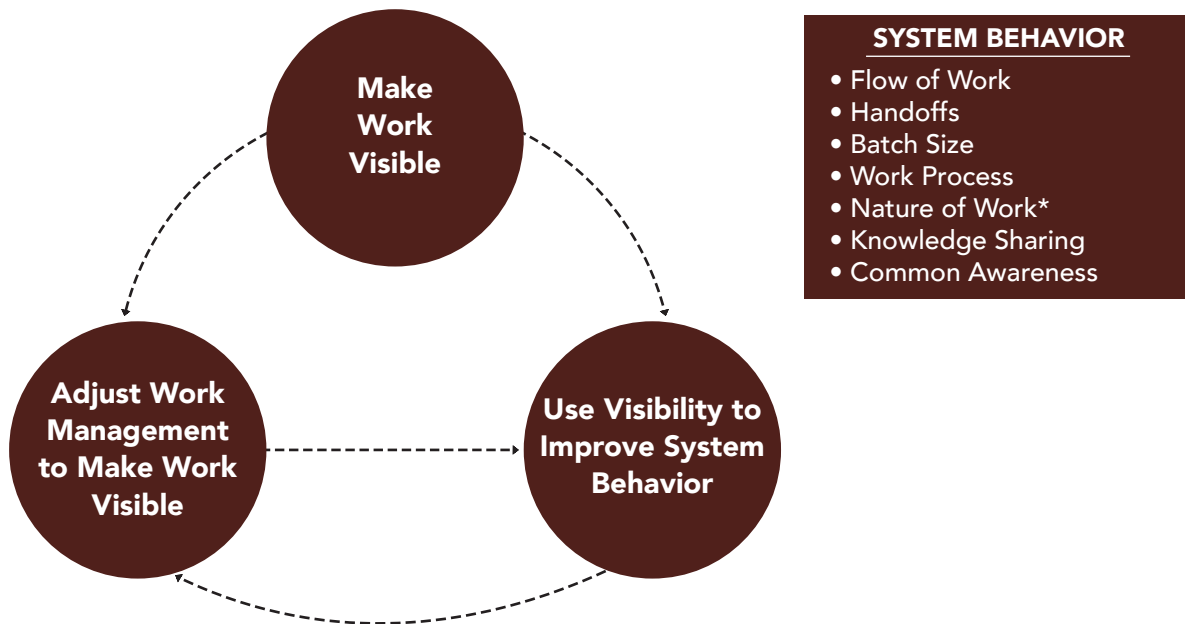 Make
Work
Visible
SYSTEM BEHAVIOR
• Flow of Work
• Handoffs
• Batch Size
• Work Process
• Nature of Work*
• Knowledge Sharing
• Common Awareness
Adjust Work
Management
to Make Work
Visible
Use Visibility to
Improve System
Behavior